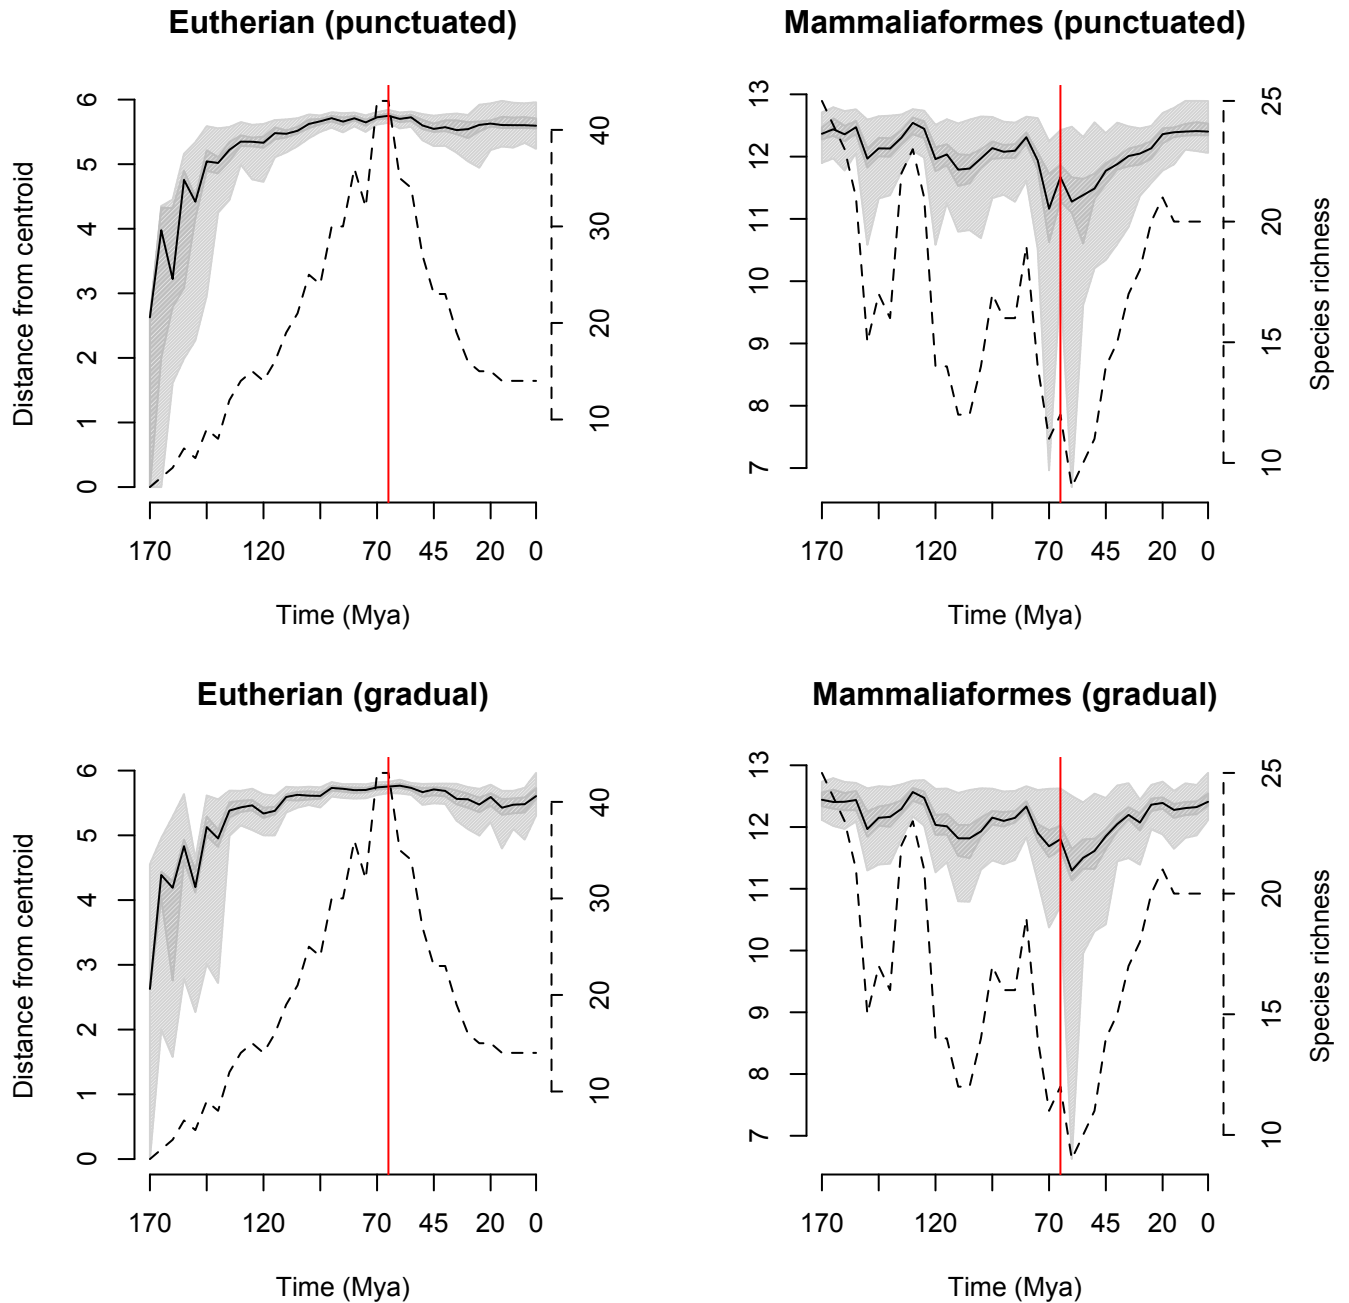 Eutherian (punctuated)
Mammaliaformes (punctuated)
Distance from centroid
0 1 2 3 4 5 6
10 20 30 40
170 120 70 45 20 0
Time (Mya)
7 8 9 10 11 12 13
10 15 20 25
Species richness
170 120 70 45 20 0
Time (Mya)
Eutherian (gradual)
Mammaliaformes (gradual)
Distance from centroid
0 1 2 3 4 5 6
10 20 30 40
170 120 70 45 20 0
Time (Mya)
7 8 9 10 11 12 13
10 15 20 25
Species richness
170 120 70 45 20 0
Time (Mya)